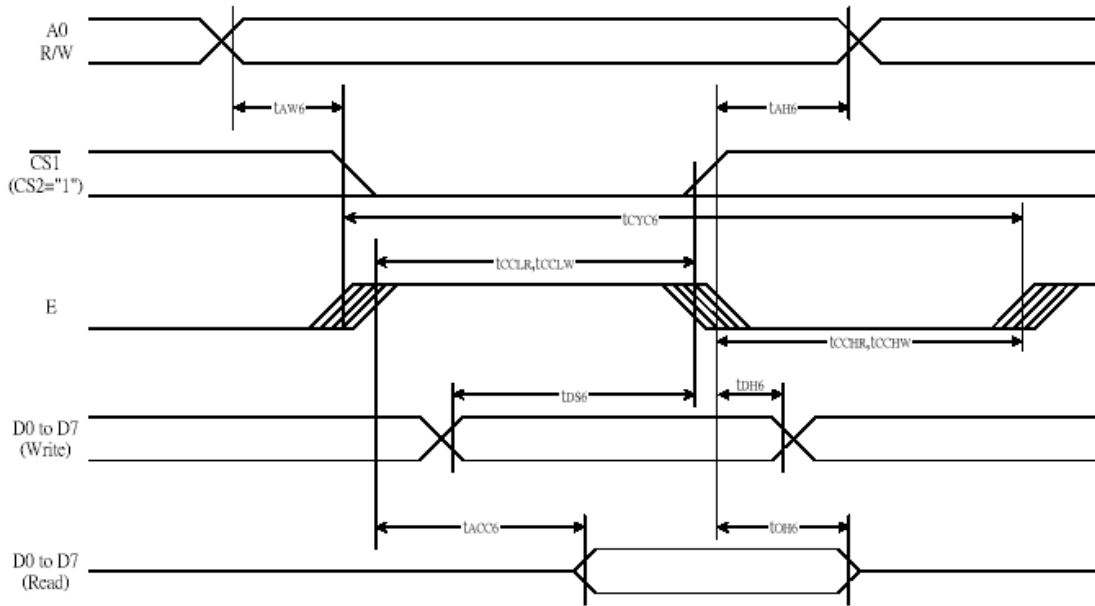 A0
R/W
tAW6
tAH6
CS1
(CS2="1")
tCYC6
tCCLR,tCCLW
E
tCCHR,tCCHW
tDS6
tDH6
D0 to D7
(Write)
tACC6
tOH6
D0 to D7
(Read)